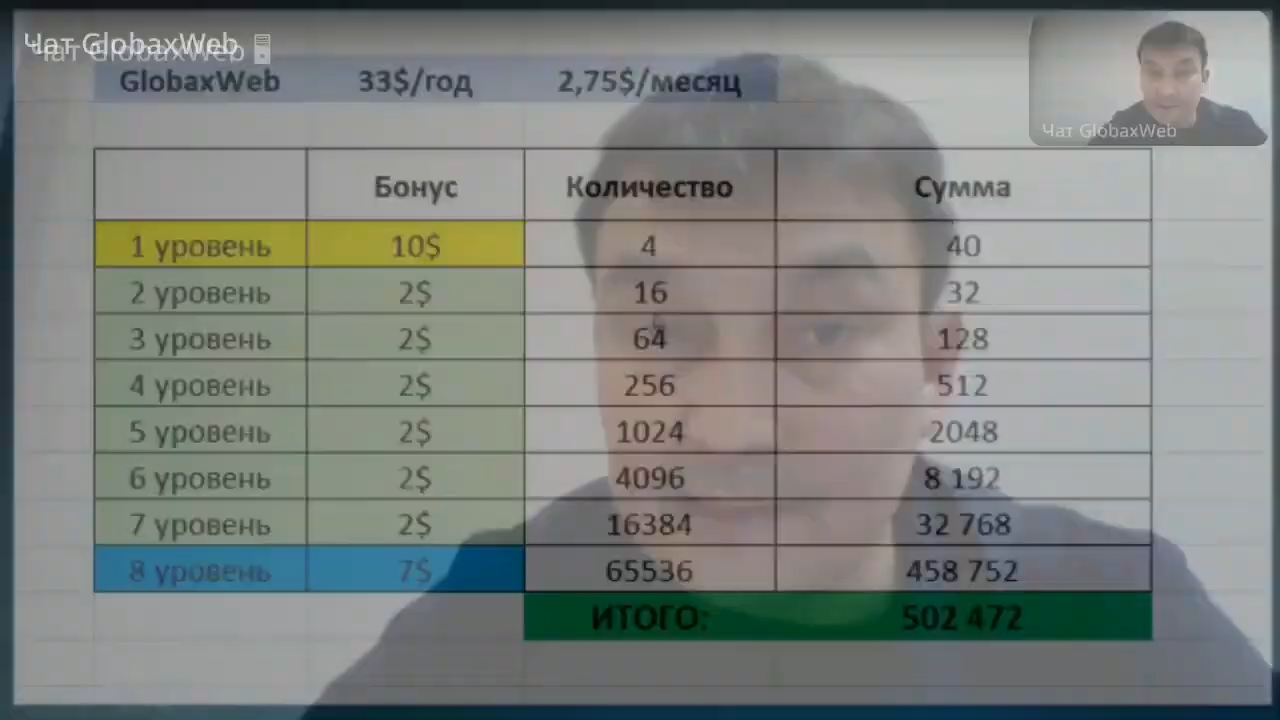 Чат GlobaxWeb
Чат GlobaxWeb
GlobaxWeb 33$/год 2,75$/месяц
Чат GlobaxWeb
Бонус Количество Сумма
1 уровень 10$ 4 40
2 уровень 2$ 16 32
3 уровень 2$ 64 128
4 уровень 2$ 256 512
5 уровень 2$ 1024 2048
6 уровень 2$ 4096 8 192
7 уровень 2$ 16384 32 768
8 уровень 7$ 65536 458 752
ИТОГО: 502 472